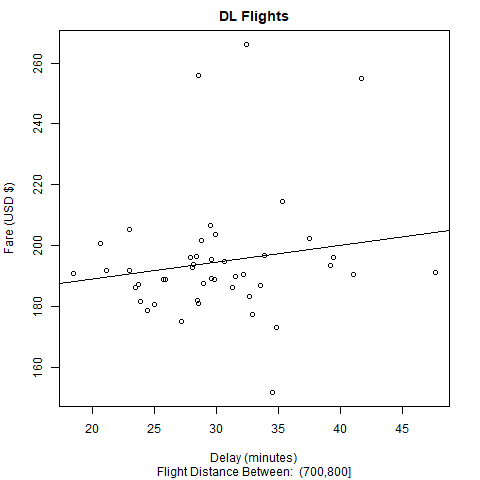 DL Flights
260
240
220
200
180
160
Fare (USD $)
20 25 30 35 40 45
Delay (minutes)
Flight Distance Between:  (700,800]